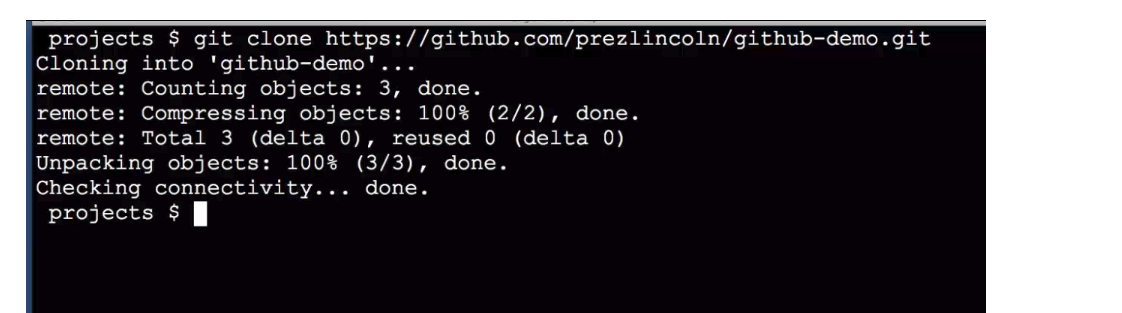 projects $ git clone https://github.com/prezlincoln/github-demo.git
Cloning into 'github-demo'...
remote: Counting objects: 3, done.
remote: Compressing objects: 100% (2/2), done.
remote: Total 3 (delta 0), reused 0 (delta 0)
Unpacking objects: 100% (3/3), done.
Checking connectivity... done.
projects $